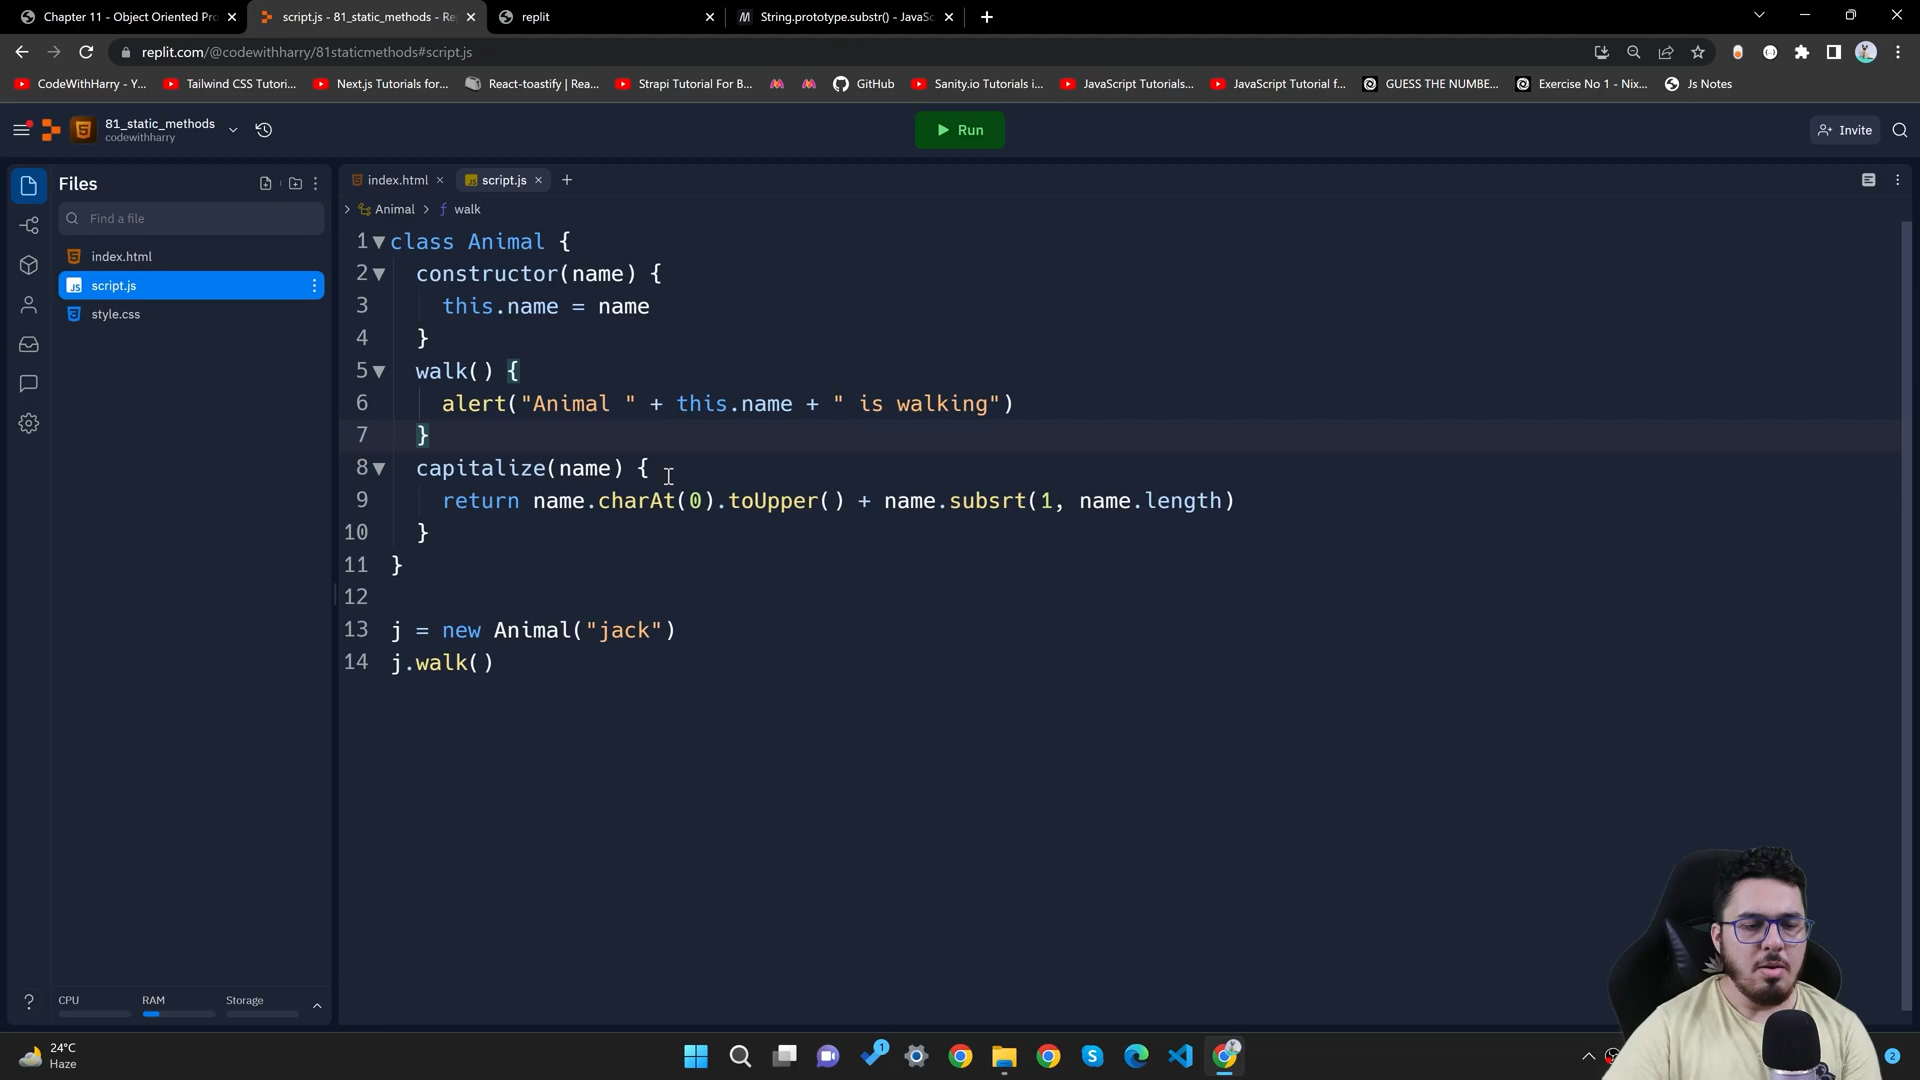 Chapter 11 - Object Oriented Pro
script.js - 81_static_methods - Re
replit
String.prototype.substr() - JavaSc
replit.com/@codewithharry/81staticmethods#script.js
CodeWithHarry - Y...
Tailwind CSS Tutori...
Next.js Tutorials for...
React-toastify | Rea...
Strapi Tutorial For B...
GitHub
Sanity.io Tutorials i...
JavaScript Tutorials...
JavaScript Tutorial f...
GUESS THE NUMBE...
Exercise No 1 - Nix...
Js Notes
81_static_methods
codewithharry
Run
Invite
Files
Find a file
index.html
script.js
style.css
index.html
script.js
Animal > f walk
1 class Animal {
2 constructor(name) {
3 this.name = name
4 }
5 walk() {
6 alert("Animal " + this.name + " is walking")
7 }
8 capitalize(name) {
9 return name.charAt(0).toUpper() + name.subsrt(1, name.length)
10 }
11 }
12
13 j = new Animal("jack")
14 j.walk()
CPU
RAM
Storage
24°C
Haze
1
2